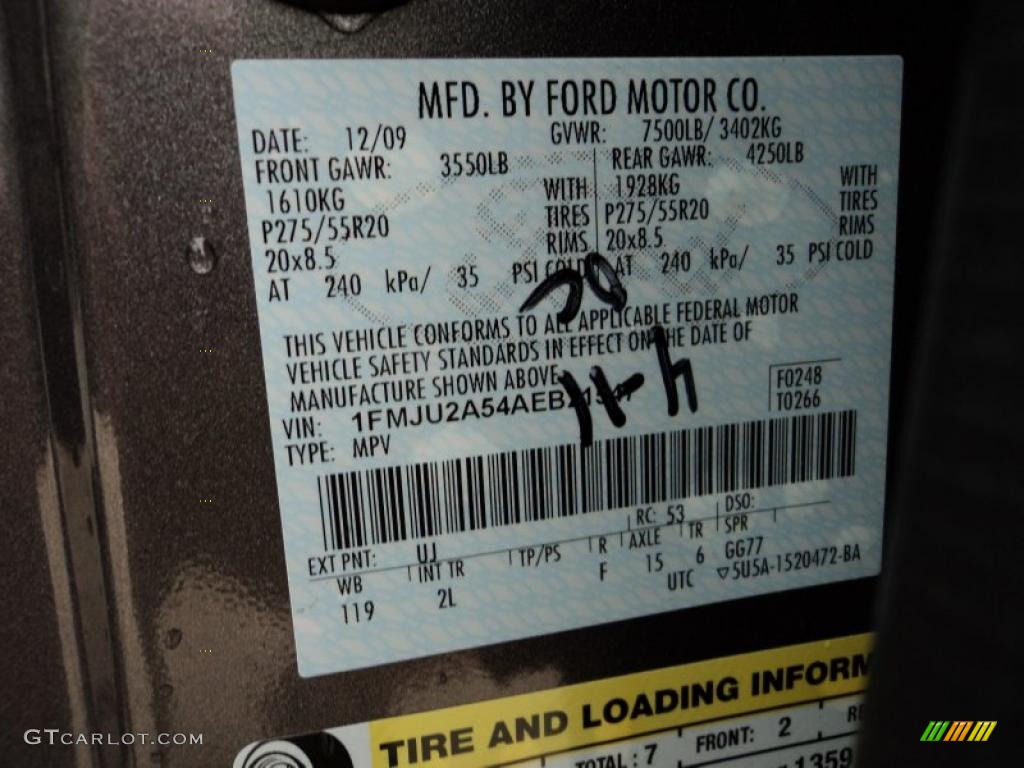 MFD. BY FORD MOTOR CO.
DATE: 12/09 GVWR: 7500LB/ 3402KG
FRONT GAWR: 3550LB REAR GAWR: 4250LB
1610KG WITH 1928KG WITH
P275/55R20 TIRES P275/55R20 TIRES
20x8.5 RIMS 20x8.5 RIMS
AT 240 kPa/ 35 PSI COLD AT 240 kPa/ 35 PSI COLD
THIS VEHICLE CONFORMS TO ALL APPLICABLE FEDERAL MOTOR
VEHICLE SAFETY STANDARDS IN EFFECT ON THE DATE OF
MANUFACTURE SHOWN ABOVE
F0248
VIN: T0266
TYPE: MPV
EXT PNT: UJ RC: 53 DSO:
WB INT TR TP/PS R AXLE TR SPR
119 2L F 15 6 GG77
UTC ▽5U5A-1520472-BA
TIRE AND LOADING
TOTAL: 7 FRONT: 2
1359
GTCARLOT.COM